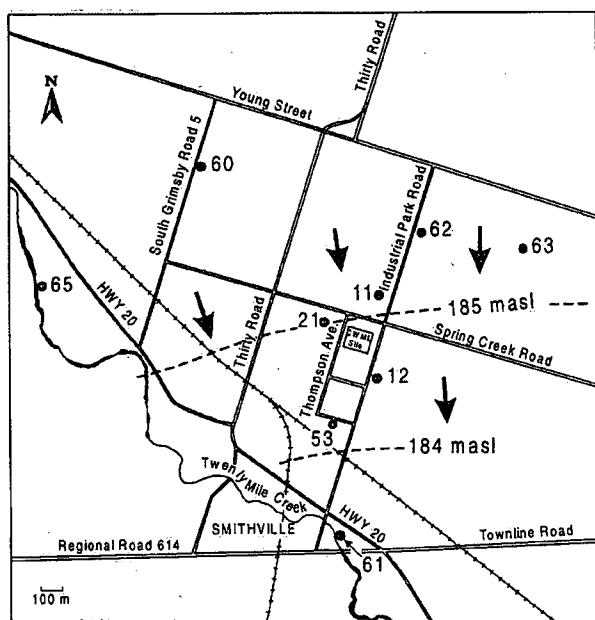 Thirty Road
N
Young Street
South Grimsby Road 5
60
Industrial Park Road
62
63
65
HWY 20
11
185 masl
21
CWML
Site
Spring Creek Road
Thirty Road
Thompson Ave.
12
53
184 masl
Twenty Mile Creek
HWY 20
SMITHVILLE
Townline Road
Regional Road 614
61
100 m